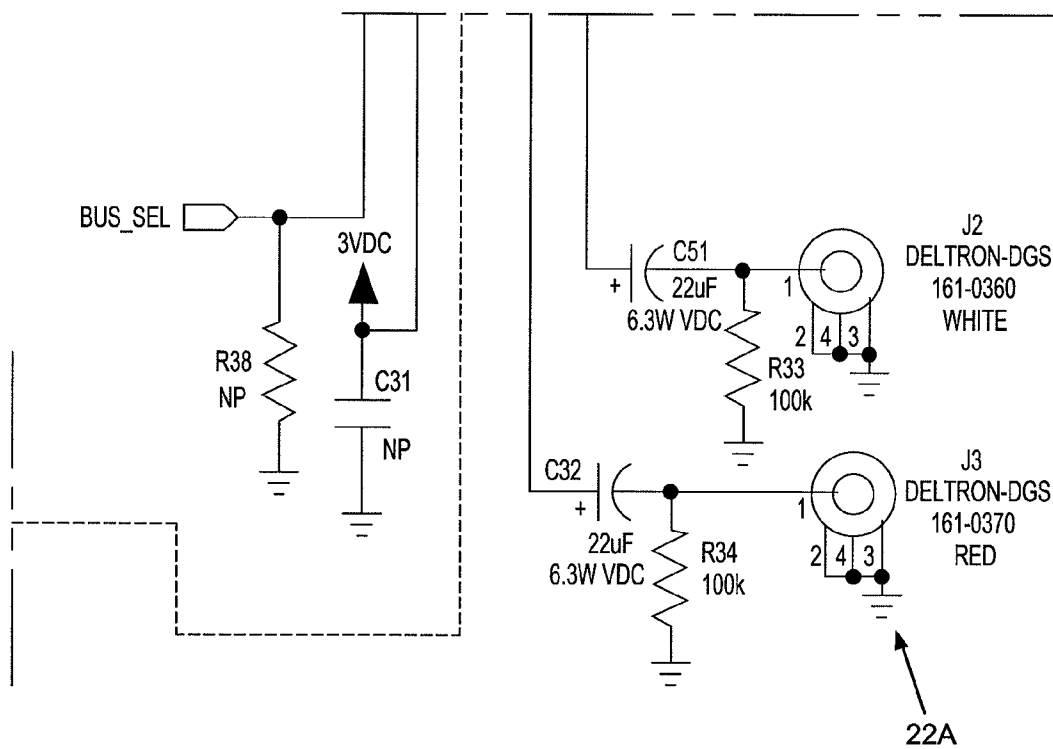 BUS_SEL
3VDC
R38
NP
C31
NP
C51
+
22uF
6.3W VDC
R33
100k
1
2 4 3
J2
DELTRON-DGS
161-0360
WHITE
C32
+
22uF
6.3W VDC
R34
100k
1
2 4 3
J3
DELTRON-DGS
161-0370
RED
22A